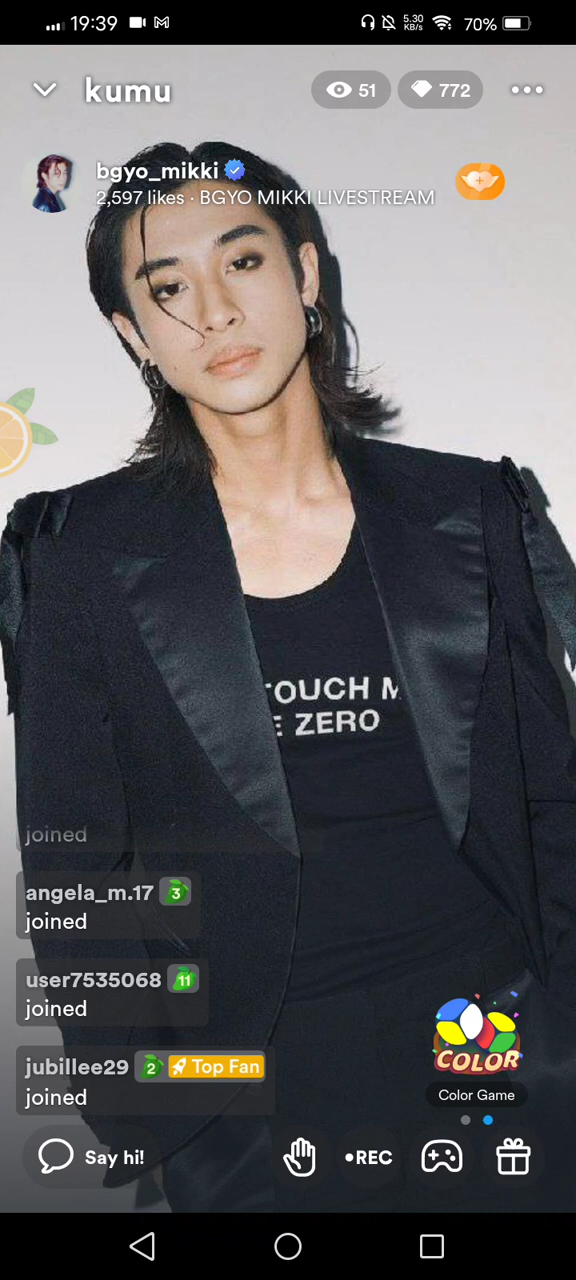 19:39 5.30 KB/s 70%
kumu 51 772
bgyo_mikki
2,597 likes · BGYO MIKKI LIVESTREAM
TOUCH M
E ZERO
joined
angela_m.17 3
joined
user7535068 11
joined
jubillee29 2 Top Fan
joined
COLOR
Color Game
Say hi! •REC